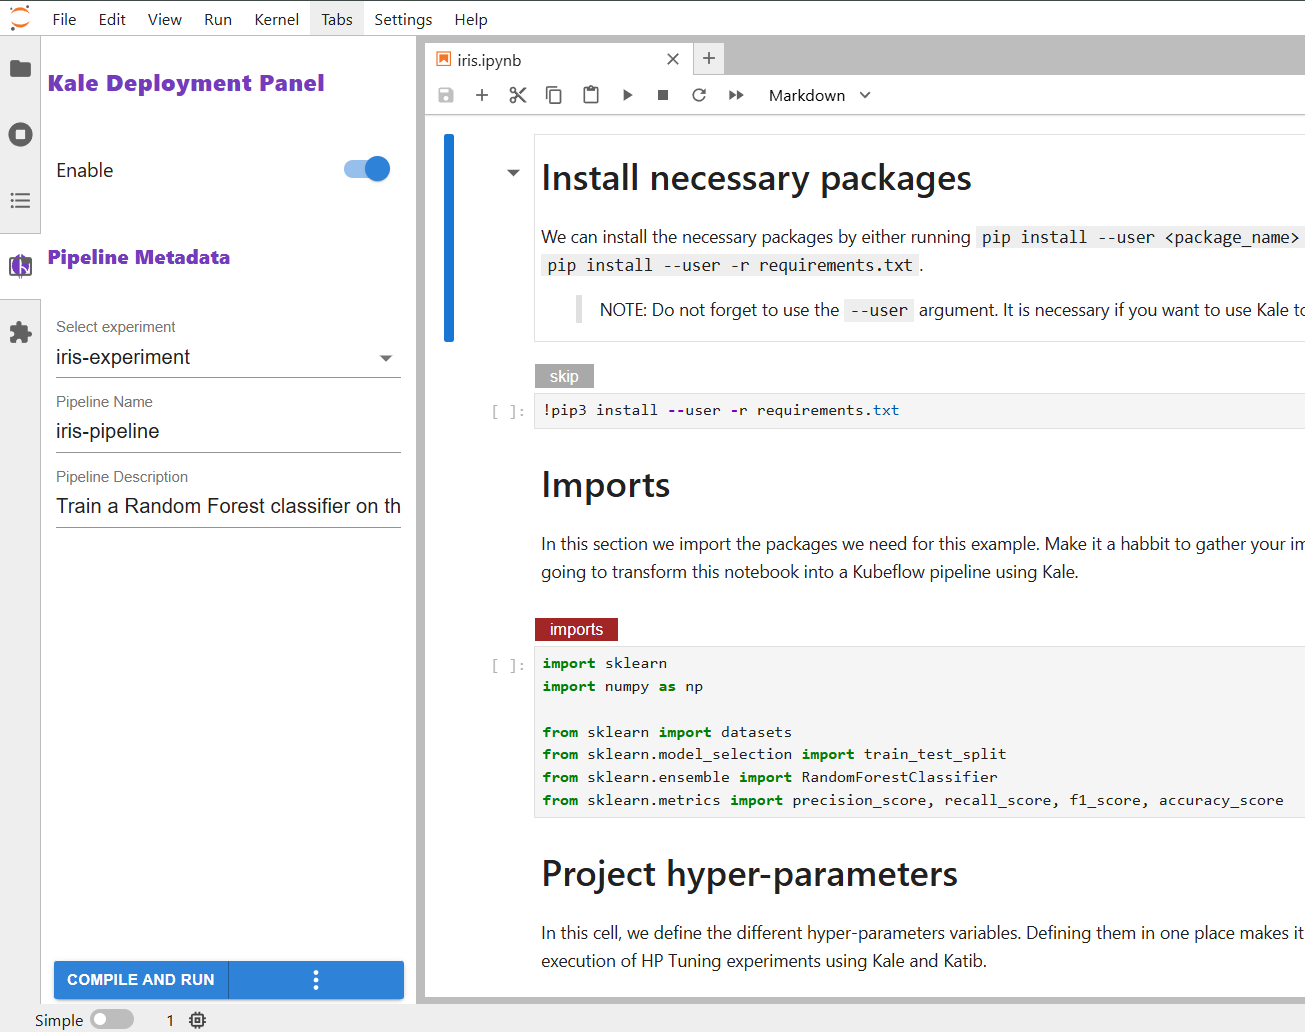 File Edit View Run Kernel Tabs Settings Help
Kale Deployment Panel
Enable
Pipeline Metadata
Select experiment
iris-experiment
Pipeline Name
iris-pipeline
Pipeline Description
Train a Random Forest classifier on th
COMPILE AND RUN
iris.ipynb
Markdown
Install necessary packages
We can install the necessary packages by either running pip install --user <package_name>
pip install --user -r requirements.txt.
NOTE: Do not forget to use the --user argument. It is necessary if you want to use Kale to
skip
[ ]: !pip3 install --user -r requirements.txt
Imports
In this section we import the packages we need for this example. Make it a habbit to gather your im
going to transform this notebook into a Kubeflow pipeline using Kale.
imports
[ ]: import sklearn
import numpy as np
from sklearn import datasets
from sklearn.model_selection import train_test_split
from sklearn.ensemble import RandomForestClassifier
from sklearn.metrics import precision_score, recall_score, f1_score, accuracy_score
Project hyper-parameters
In this cell, we define the different hyper-parameters variables. Defining them in one place makes it
execution of HP Tuning experiments using Kale and Katib.
Simple 1